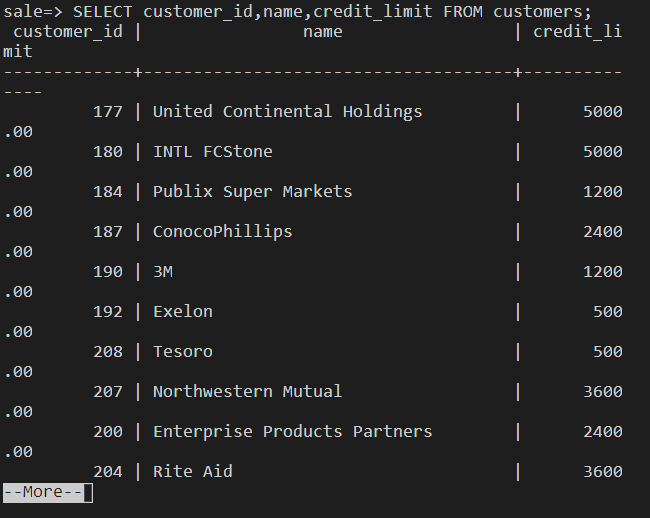 sale=> SELECT customer_id,name,credit_limit FROM customers;
 customer_id |                name                 | credit_li
mit
-------------+-------------------------------------+----------
----
         177 | United Continental Holdings         |      5000
.00
         180 | INTL FCStone                        |      5000
.00
         184 | Publix Super Markets                |      1200
.00
         187 | ConocoPhillips                      |      2400
.00
         190 | 3M                                  |      1200
.00
         192 | Exelon                              |       500
.00
         208 | Tesoro                              |       500
.00
         207 | Northwestern Mutual                 |      3600
.00
         200 | Enterprise Products Partners        |      2400
.00
         204 | Rite Aid                            |      3600
--More--